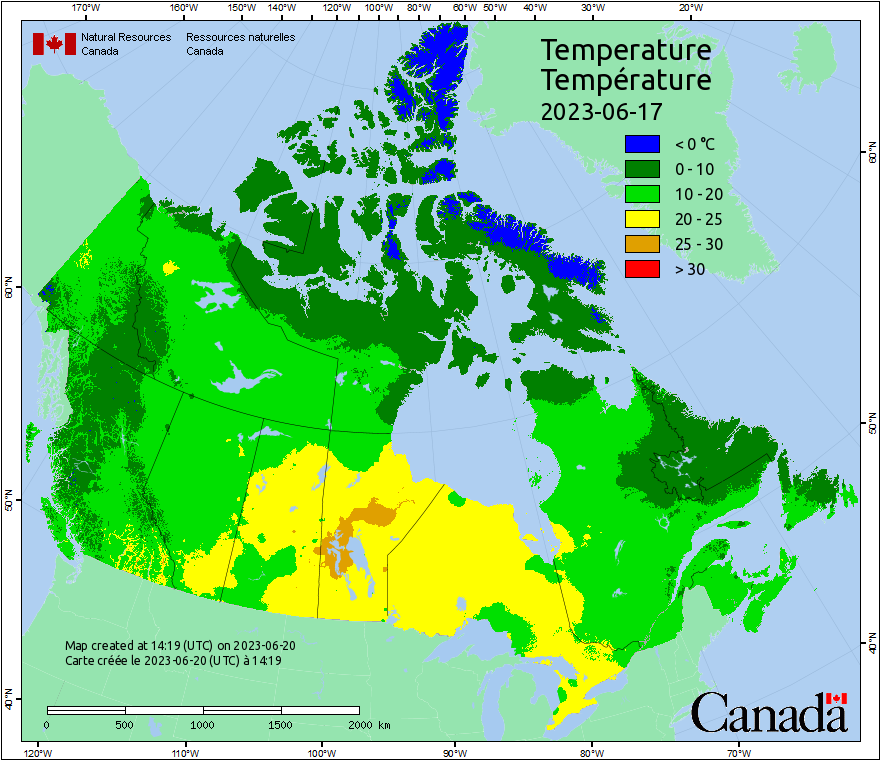 170°W 160°W 150°W 140°W 120°W 100°W 80°W 60°W 50°W 40°W 30°W 20°W
Natural Resources Ressources naturelles
Canada Canada
Temperature
Température
2023-06-17
< 0 °C
0 - 10
10 - 20
20 - 25
25 - 30
> 30
60°N
60°N
50°N
50°N
40°N
40°N
Map created at 14:19 (UTC) on 2023-06-20
Carte créée le 2023-06-20 (UTC) à 14:19
0 500 1000 1500 2000 km
Canada
120°W 110°W 100°W 90°W 80°W 70°W